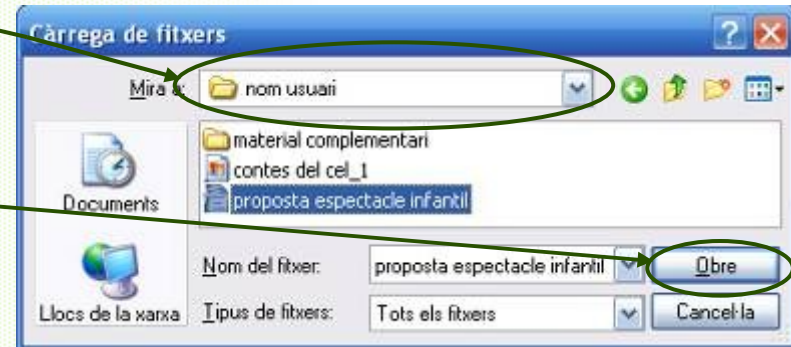 Càrrega de fitxers
Mira a:
nom usuari
material complementari
contes del cel_1
proposta espectacle infantil
Documents
Llocs de la xarxa
Nom del fitxer:
proposta espectacle infantil
Obre
Tipus de fitxers:
Tots els fitxers
Cancel·la